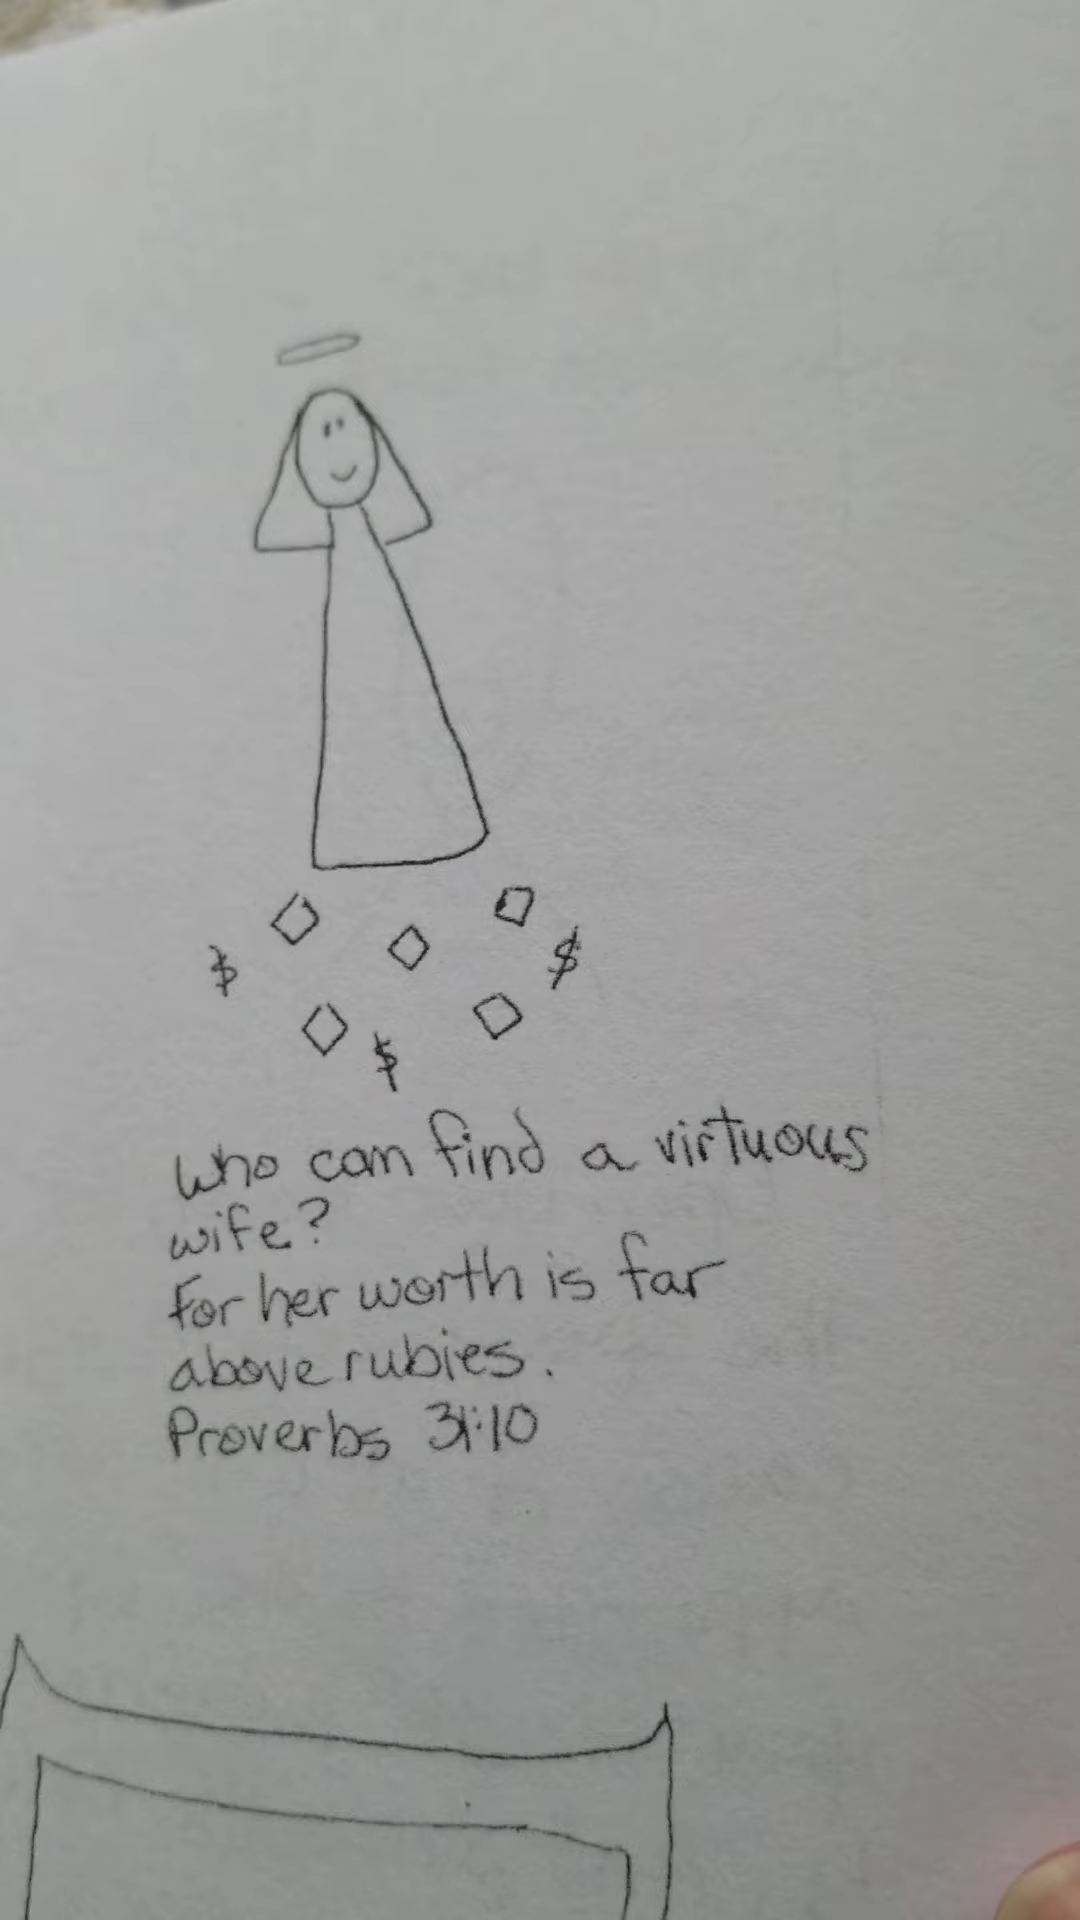 $ $
$
Who can find a virtuous
wife?
For her worth is far
above rubies.
Proverbs 31:10